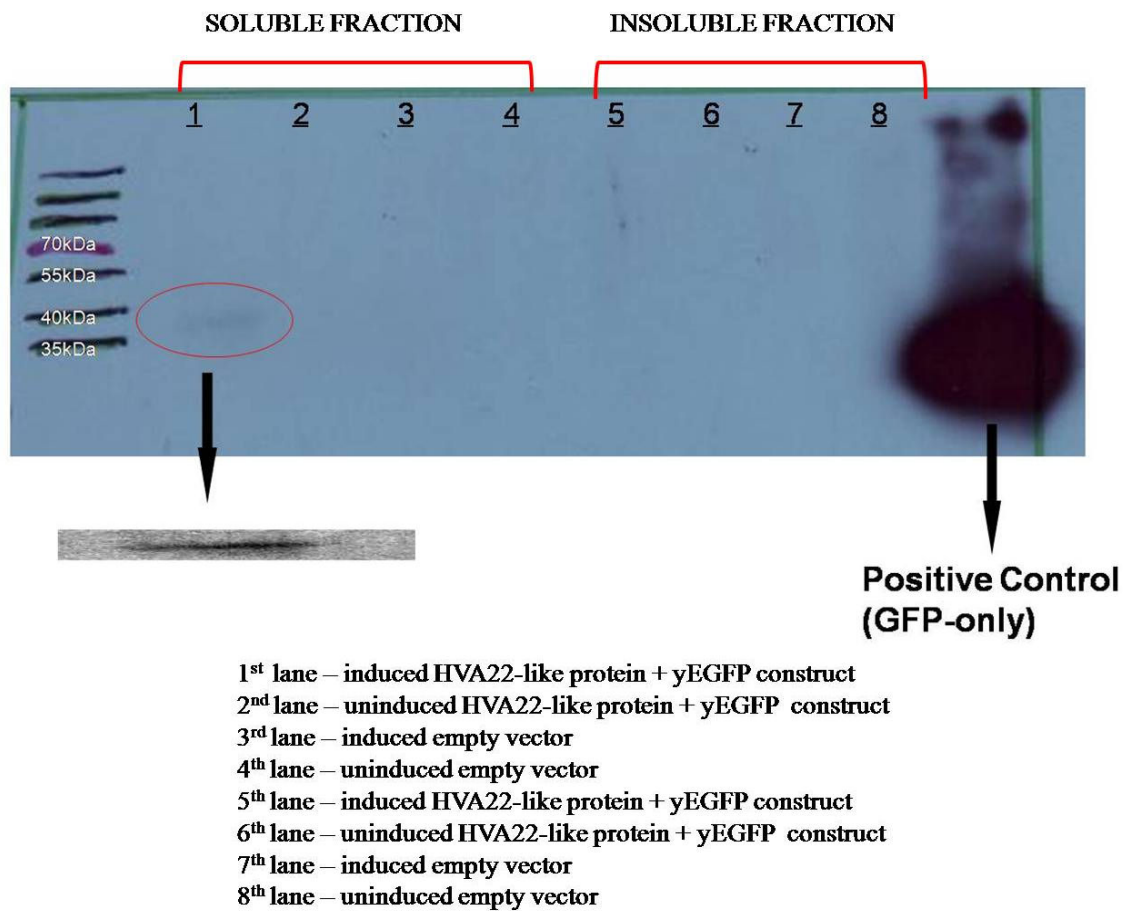 SOLUBLE FRACTION INSOLUBLE FRACTION
1 2 3 4 5 6 7 8
70kDa
55kDa
40kDa
35kDa
Positive Control
(GFP-only)
1st lane – induced HVA22-like protein + yEGFP construct
2nd lane – uninduced HVA22-like protein + yEGFP construct
3rd lane – induced empty vector
4th lane – uninduced empty vector
5th lane – induced HVA22-like protein + yEGFP construct
6th lane – uninduced HVA22-like protein + yEGFP construct
7th lane – induced empty vector
8th lane – uninduced empty vector